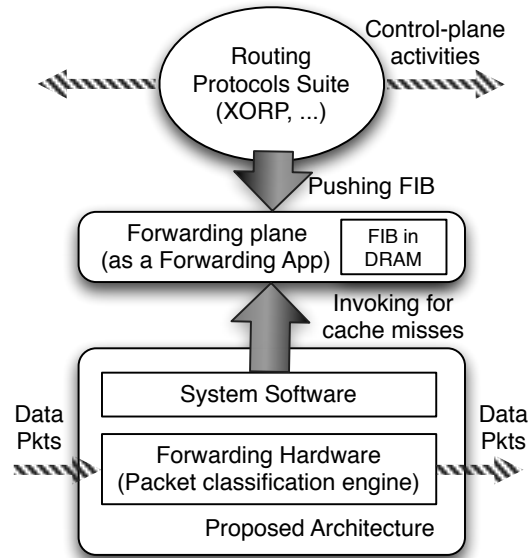 Control-plane
activities
Routing
Protocols Suite
(XORP, ...)
Pushing FIB
Forwarding plane
(as a Forwarding App)
FIB in
DRAM
Invoking for
cache misses
System Software
Data
Pkts
Forwarding Hardware
(Packet classification engine)
Data
Pkts
Proposed Architecture